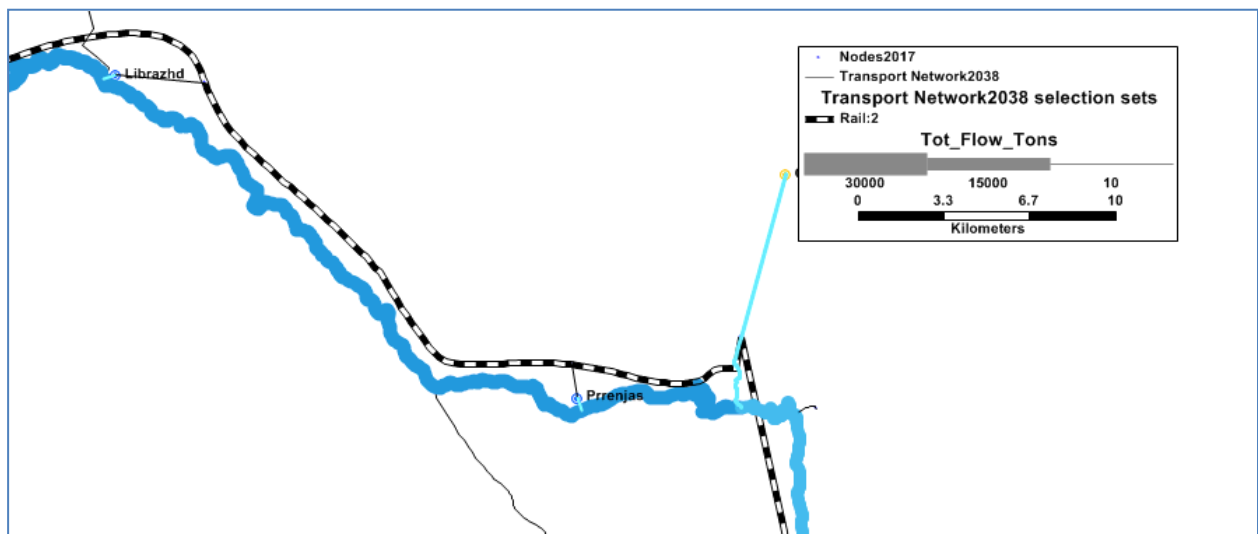 Librazhd
Prrenjas
Nodes2017
Transport Network2038
Transport Network2038 selection sets
Rail:2
Tot_Flow_Tons
30000 15000 10
0 3.3 6.7 10
Kilometers